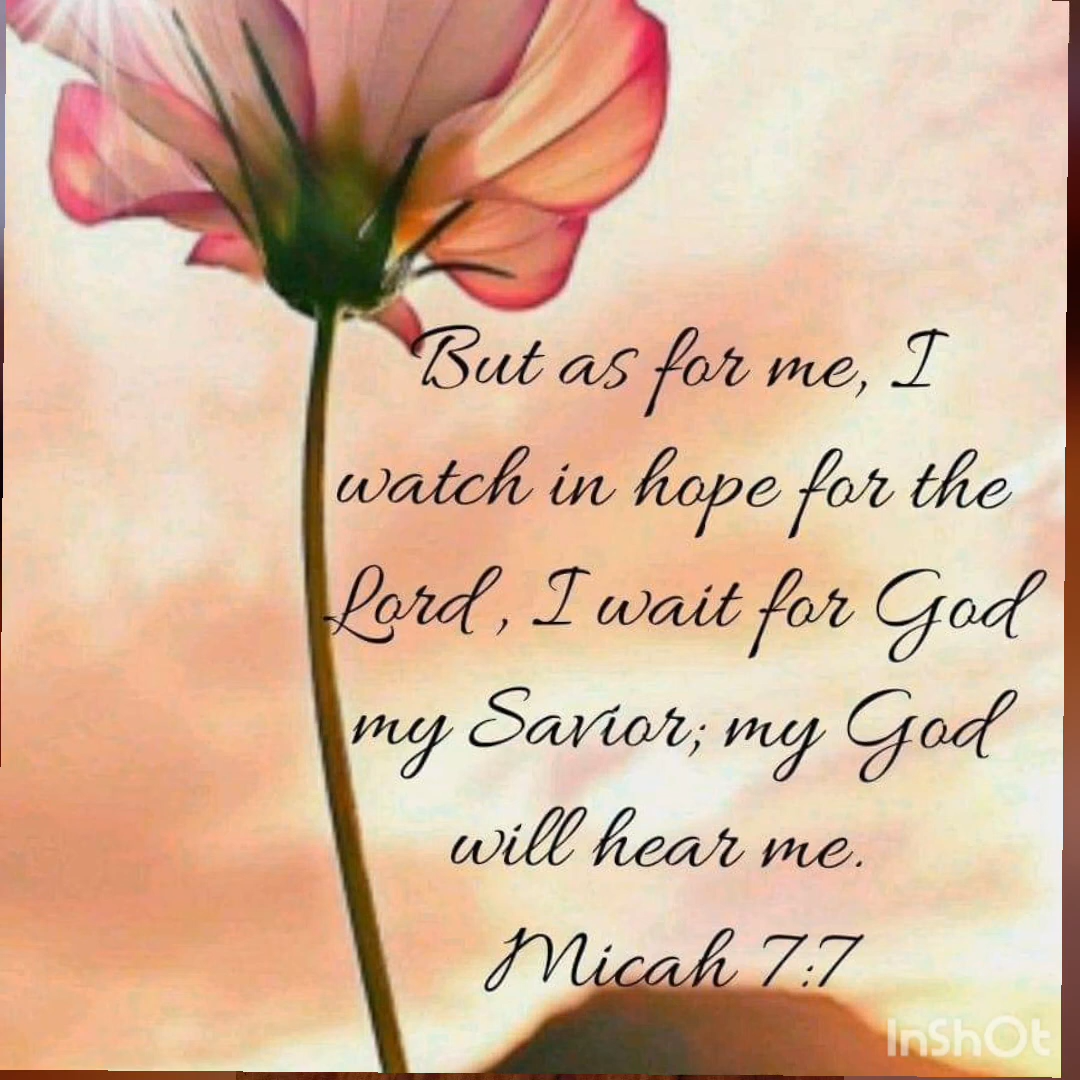 But as for me, I
watch in hope for the
Lord, I wait for God
my Savior; my God
will hear me.
Micah 7:7
InShOt